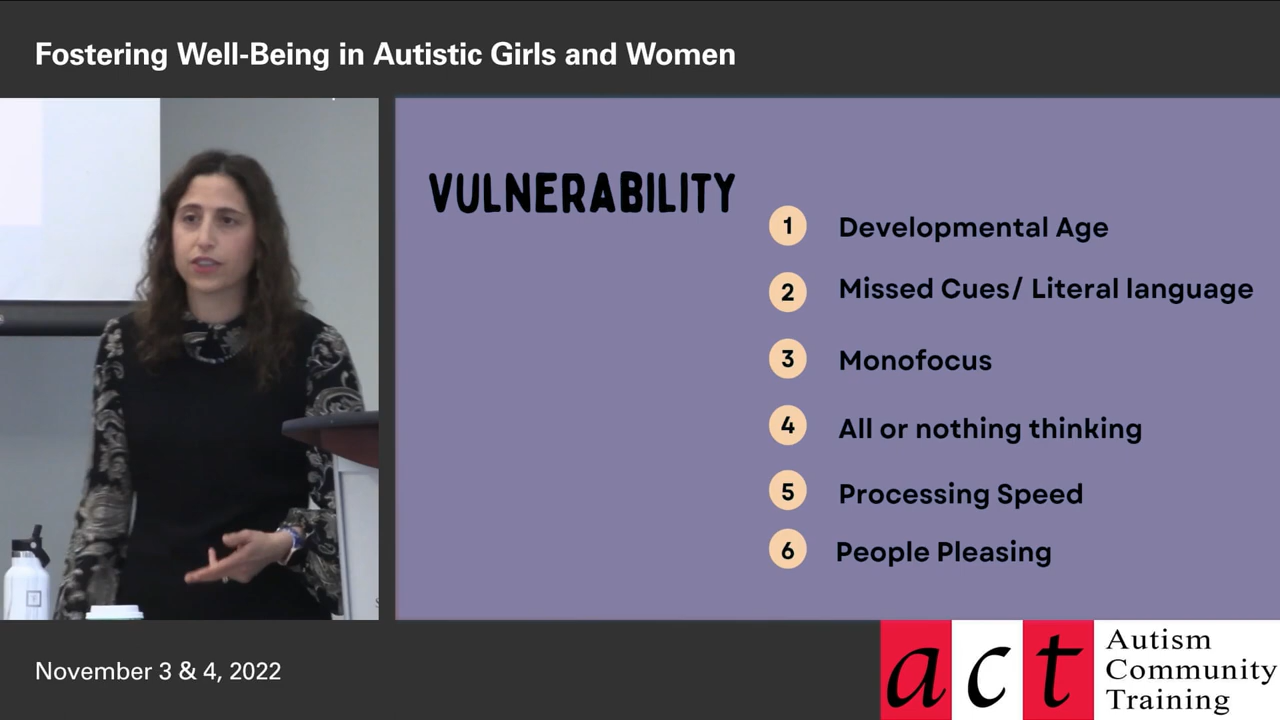 Fostering Well-Being in Autistic Girls and Women
VULNERABILITY
1 Developmental Age
2 Missed Cues/ Literal language
3 Monofocus
4 All or nothing thinking
5 Processing Speed
6 People Pleasing
November 3 & 4, 2022
act
Autism
Community
Training